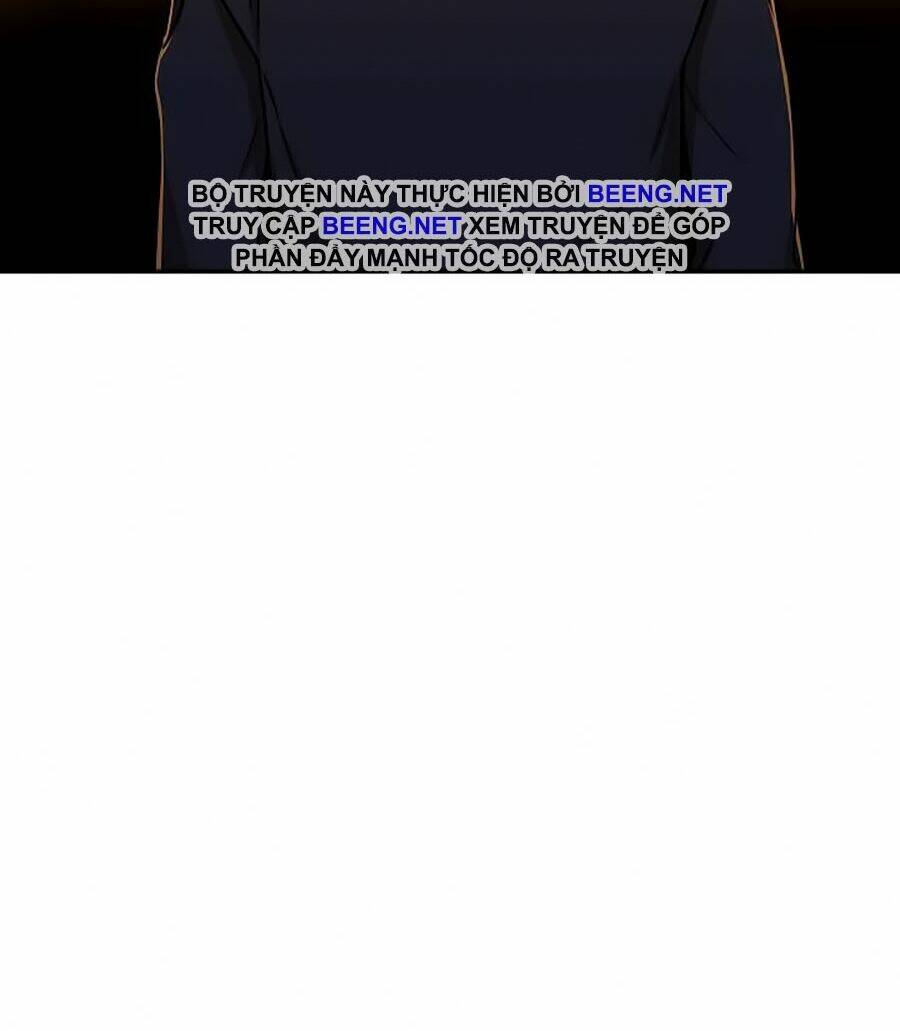 BỘ TRUYỆN NÀY THỰC HIỆN BỞI BEENG.NET
TRUY CẬP BEENG.NET XEM TRUYỆN ĐỂ GÓP
PHẦN ĐẨY MẠNH TỐC ĐỘ RA TRUYỆN